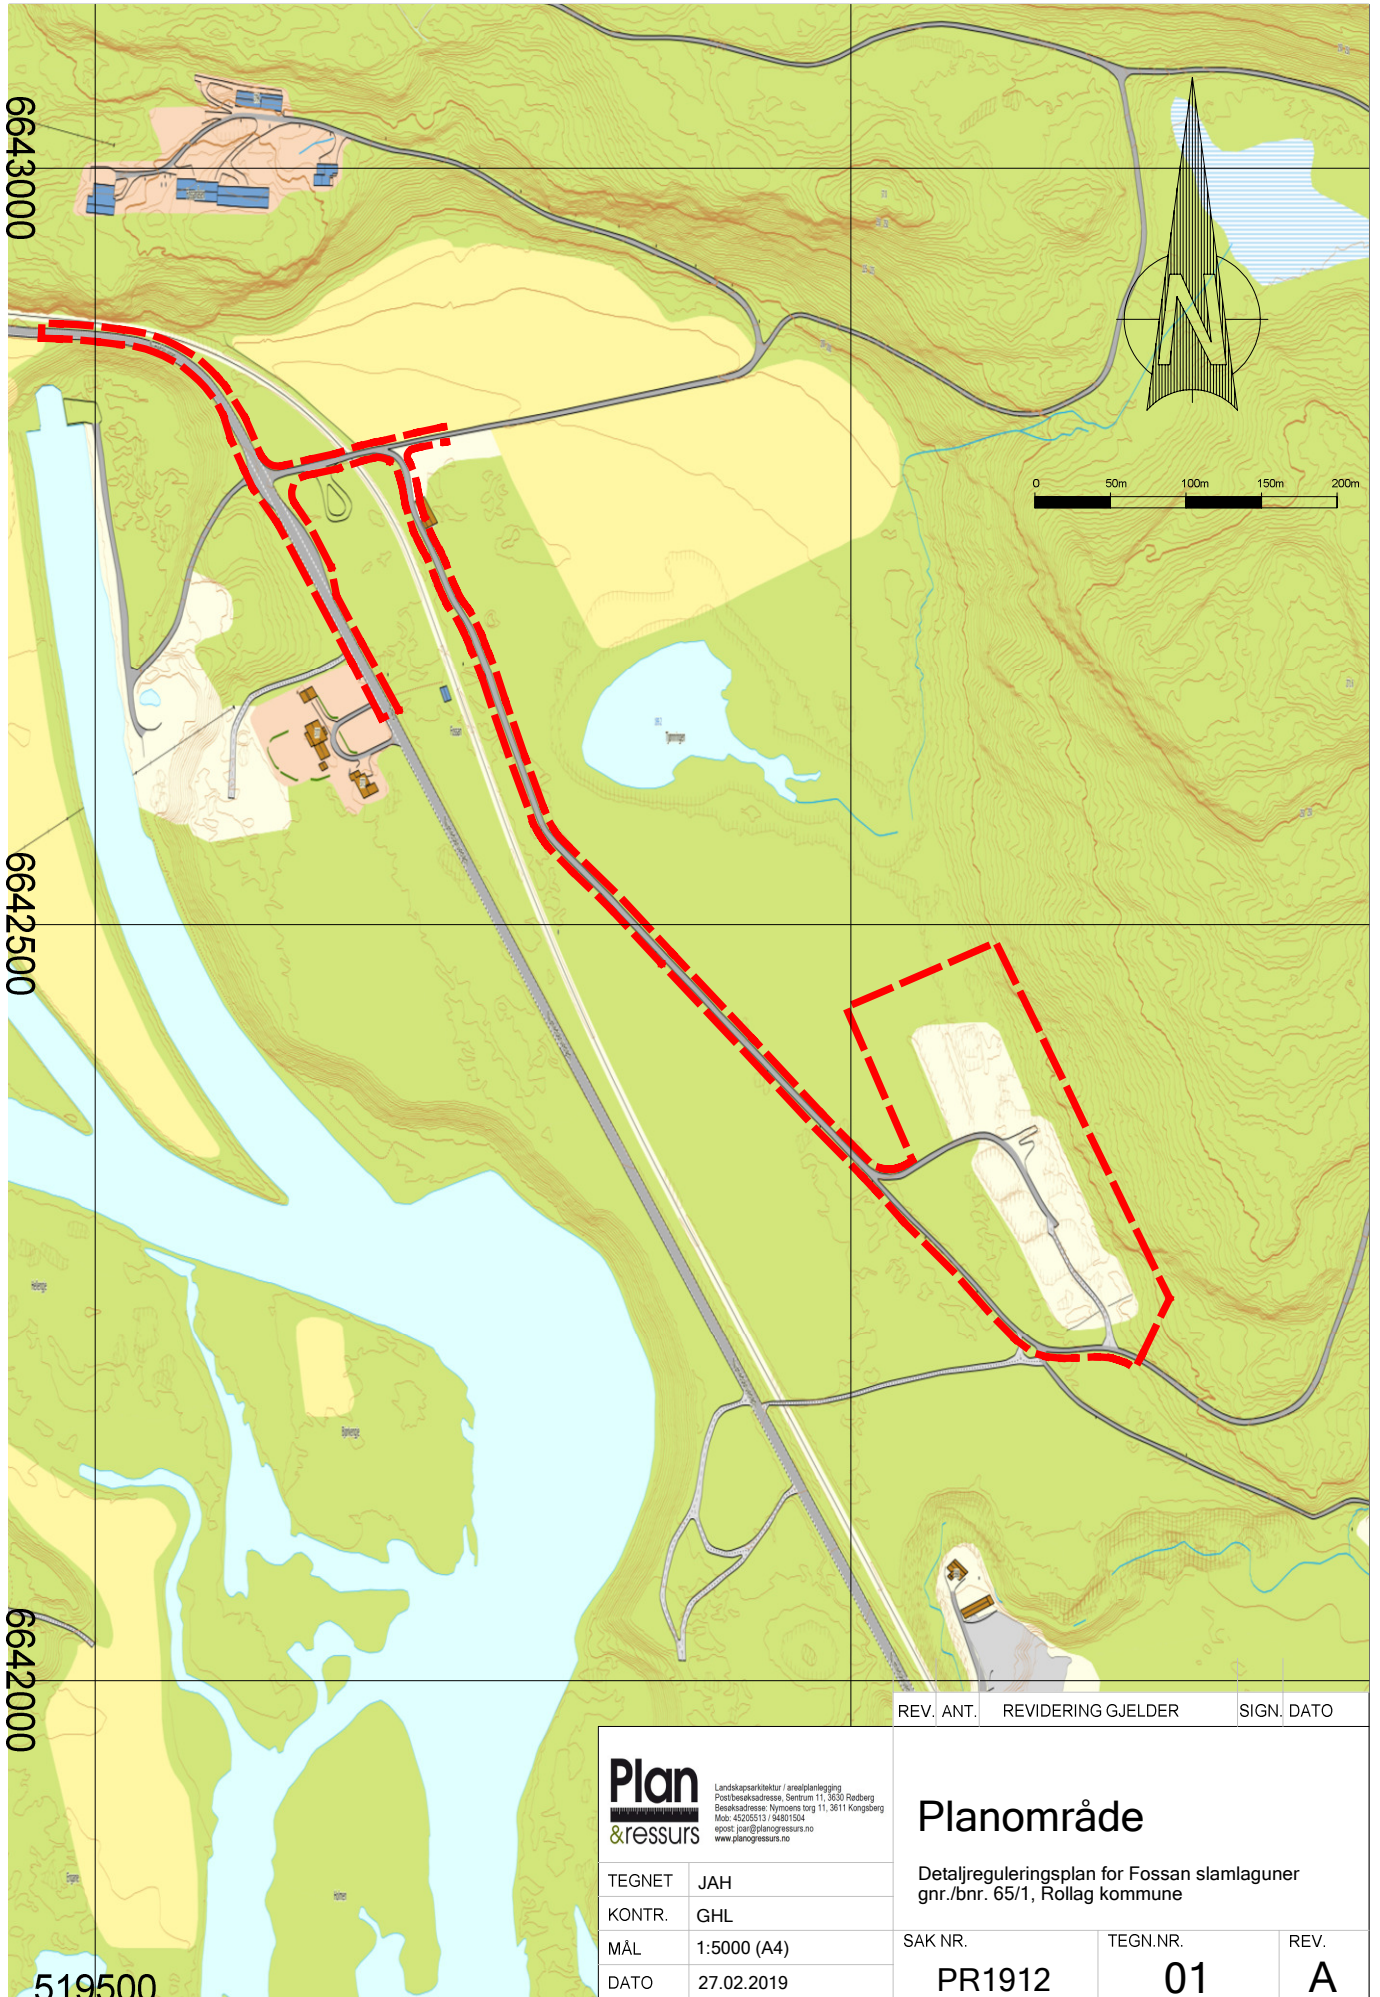 6643000
0 50m 100m 150m 200m
6642500
6642000
519500
REV. ANT. REVIDERING GJELDER SIGN. DATO
Plan
&ressurs
Landskapsarkitektur / arealplanlegging
Post/besøksadresse, Sentrum 11, 3630 Rødberg
Besøksadresse: Nymoens torg 11, 3611 Kongsberg
Mob: 45205513 / 94801504
epost: joar@planogressurs.no
www.planogressurs.no
Planområde
Detaljreguleringsplan for Fossan slamlaguner
gnr./bnr. 65/1, Rollag kommune
TEGNET JAH
KONTR. GHL
MÅL 1:5000 (A4)
DATO 27.02.2019
SAK NR. TEGN.NR. REV.
PR1912 01 A
N